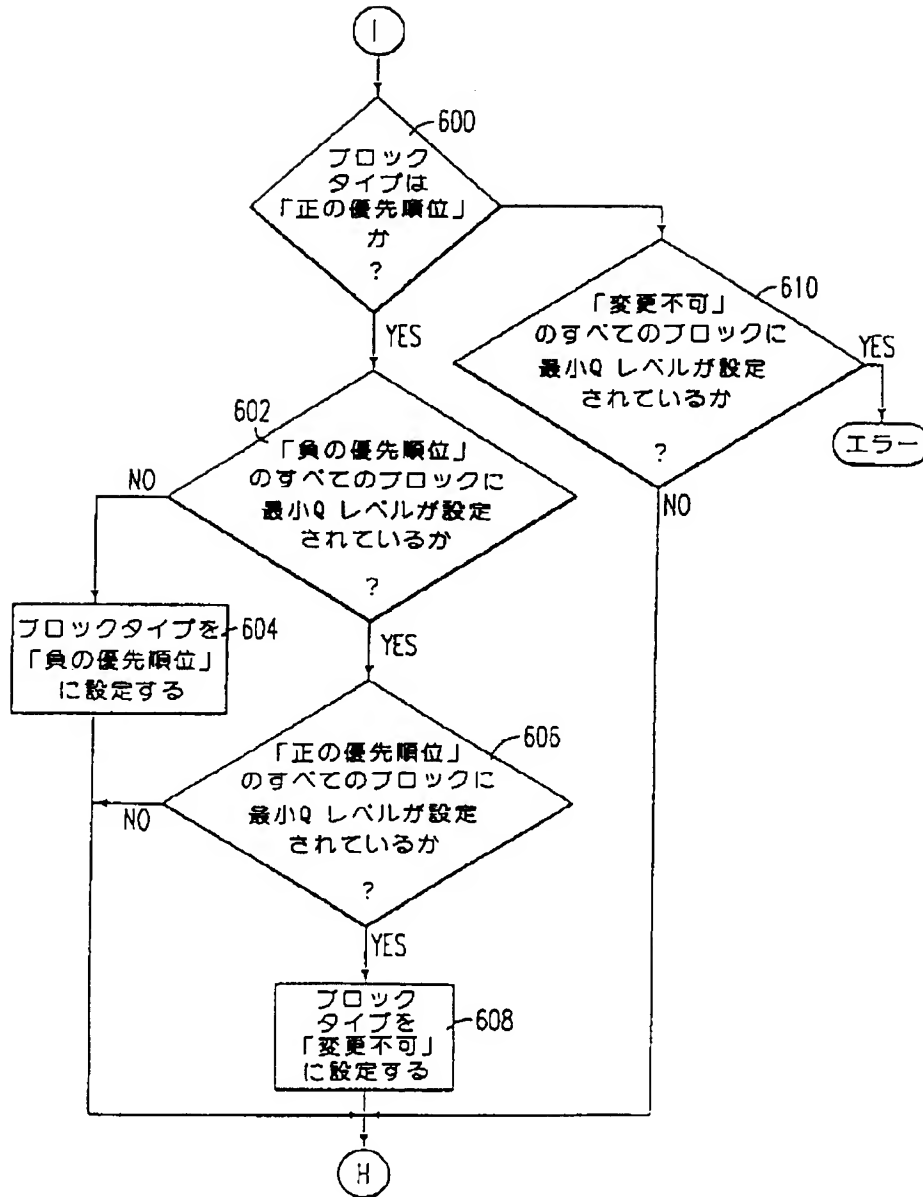 I
600
ブロック
タイプは
「正の優先順位」
か
?
YES
610
「変更不可」
のすべてのブロックに
最小Q レベルが設定
されているか
?
YES
エラー
NO
602
「負の優先順位」
のすべてのブロックに
最小Q レベルが設定
されているか
?
NO
YES
ブロックタイプを
「負の優先順位」
に設定する
604
606
「正の優先順位」
のすべてのブロックに
最小Q レベルが設定
されているか
?
NO
YES
ブロック
タイプを
「変更不可」
に設定する
608
H